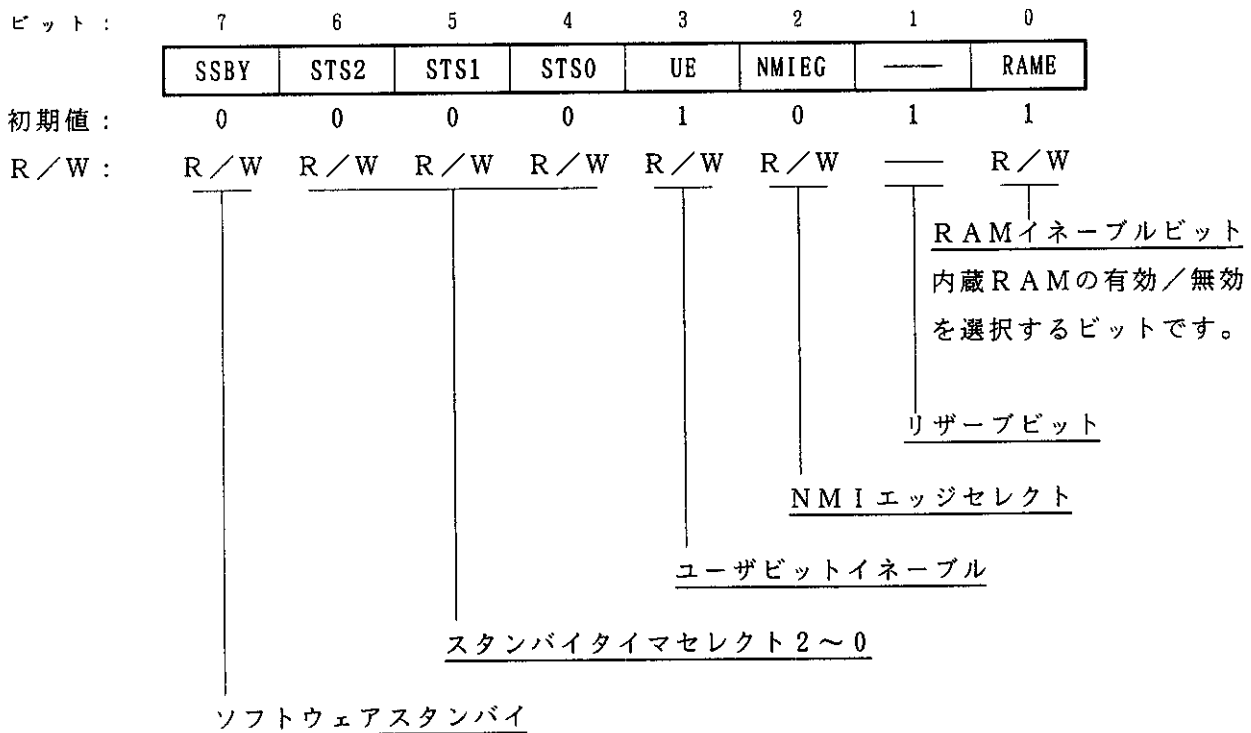 ビット： 7 6 5 4 3 2 1 0
SSBY STS2 STS1 STS0 UE NMIEG ── RAME
初期値： 0 0 0 0 1 0 1 1
R／W： R／W R／W R／W R／W R／W R／W ── R／W
RAMイネーブルビット
内蔵RAMの有効／無効
を選択するビットです。
リザーブビット
NMIエッジセレクト
ユーザビットイネーブル
スタンバイタイマセレクト2～0
ソフトウェアスタンバイ